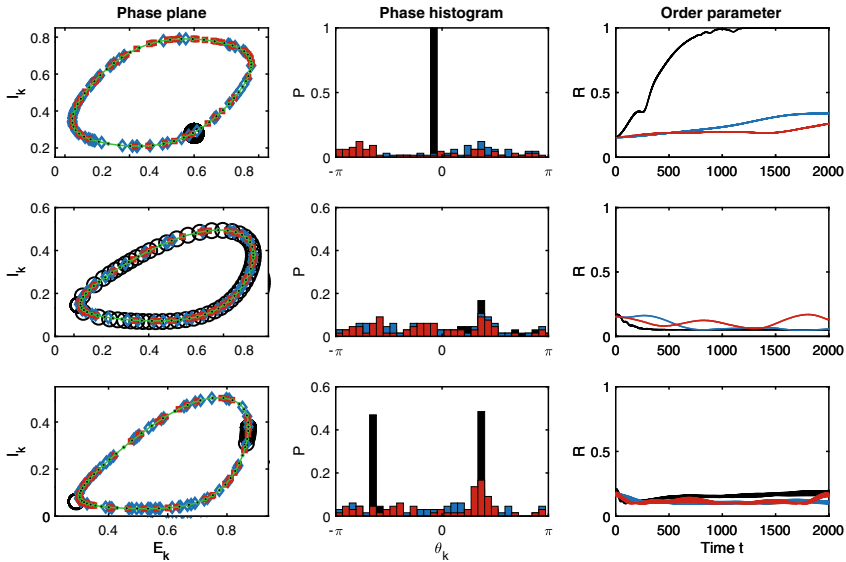 Phase plane Phase histogram Order parameter
I_k
0.8
0.6
0.4
0.2
0 0.2 0.4 0.6 0.8
P
1
0.5
0
-π 0 π
R
1
0.5
0
0 500 1000 1500 2000
I_k
0.6
0.4
0.2
0
0 0.2 0.4 0.6 0.8
P
0.6
0.4
0.2
0
-π 0 π
R
1
0.5
0
0 500 1000 1500 2000
I_k
0.4
0.2
0
0.4 0.6 0.8
E_k
P
0.6
0.4
0.2
0
-π 0 π
θ_k
R
1
0.5
0
0 500 1000 1500 2000
Time t